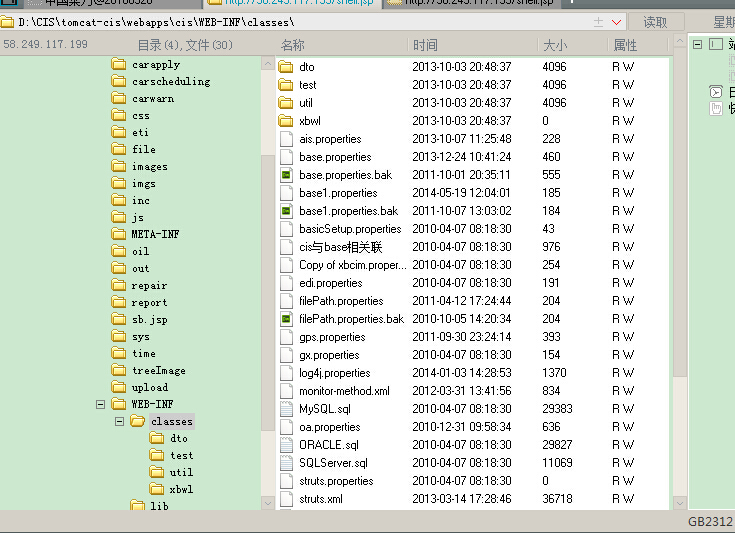 中国菜刀@20160620
http://58.249.117.199/shell.jsp
D:\CIS\tomcat-cis\webapps\cis\WEB-INF\classes\ 读取
58.249.117.199 目录(4),文件(30) 名称 时间 大小 属性
carapply
carscheduling
carwarn
css
eti
file
images
imgs
inc
js
META-INF
oil
out
repair
report
sb.jsp
sys
time
treeImage
upload
WEB-INF
classes
dto
test
util
xbwl
lib
dto 2013-10-03 20:48:37 4096 R W
test 2013-10-03 20:48:37 4096 R W
util 2013-10-03 20:48:37 4096 R W
xbwl 2013-10-03 20:48:37 0 R W
ais.properties 2013-10-07 11:25:48 228 R W
base.properties 2013-12-24 10:41:24 460 R W
base.properties.bak 2011-10-01 20:35:11 555 R W
base1.properties 2014-05-19 12:04:01 185 R W
base1.properties.bak 2011-10-07 13:03:02 184 R W
basicSetup.properties 2010-04-07 08:18:30 43 R W
cis与base相关联 2010-04-07 08:18:30 976 R W
Copy of xbcim.proper... 2010-04-07 08:18:30 254 R W
edi.properties 2010-04-07 08:18:30 191 R W
filePath.properties 2011-04-12 17:24:44 204 R W
filePath.properties.bak 2010-10-05 14:20:34 204 R W
gps.properties 2011-09-30 23:24:14 393 R W
gx.properties 2010-04-07 08:18:30 154 R W
log4j.properties 2014-01-03 14:28:53 1370 R W
monitor-method.xml 2012-03-31 13:41:56 834 R W
MySQL.sql 2010-04-07 08:18:30 29383 R W
oa.properties 2010-12-31 09:58:34 636 R W
ORACLE.sql 2010-04-07 08:18:30 29827 R W
SQLServer.sql 2010-04-07 08:18:30 11069 R W
struts.properties 2010-04-07 08:18:30 0 R W
struts.xml 2013-03-14 17:28:46 36718 R W
GB2312